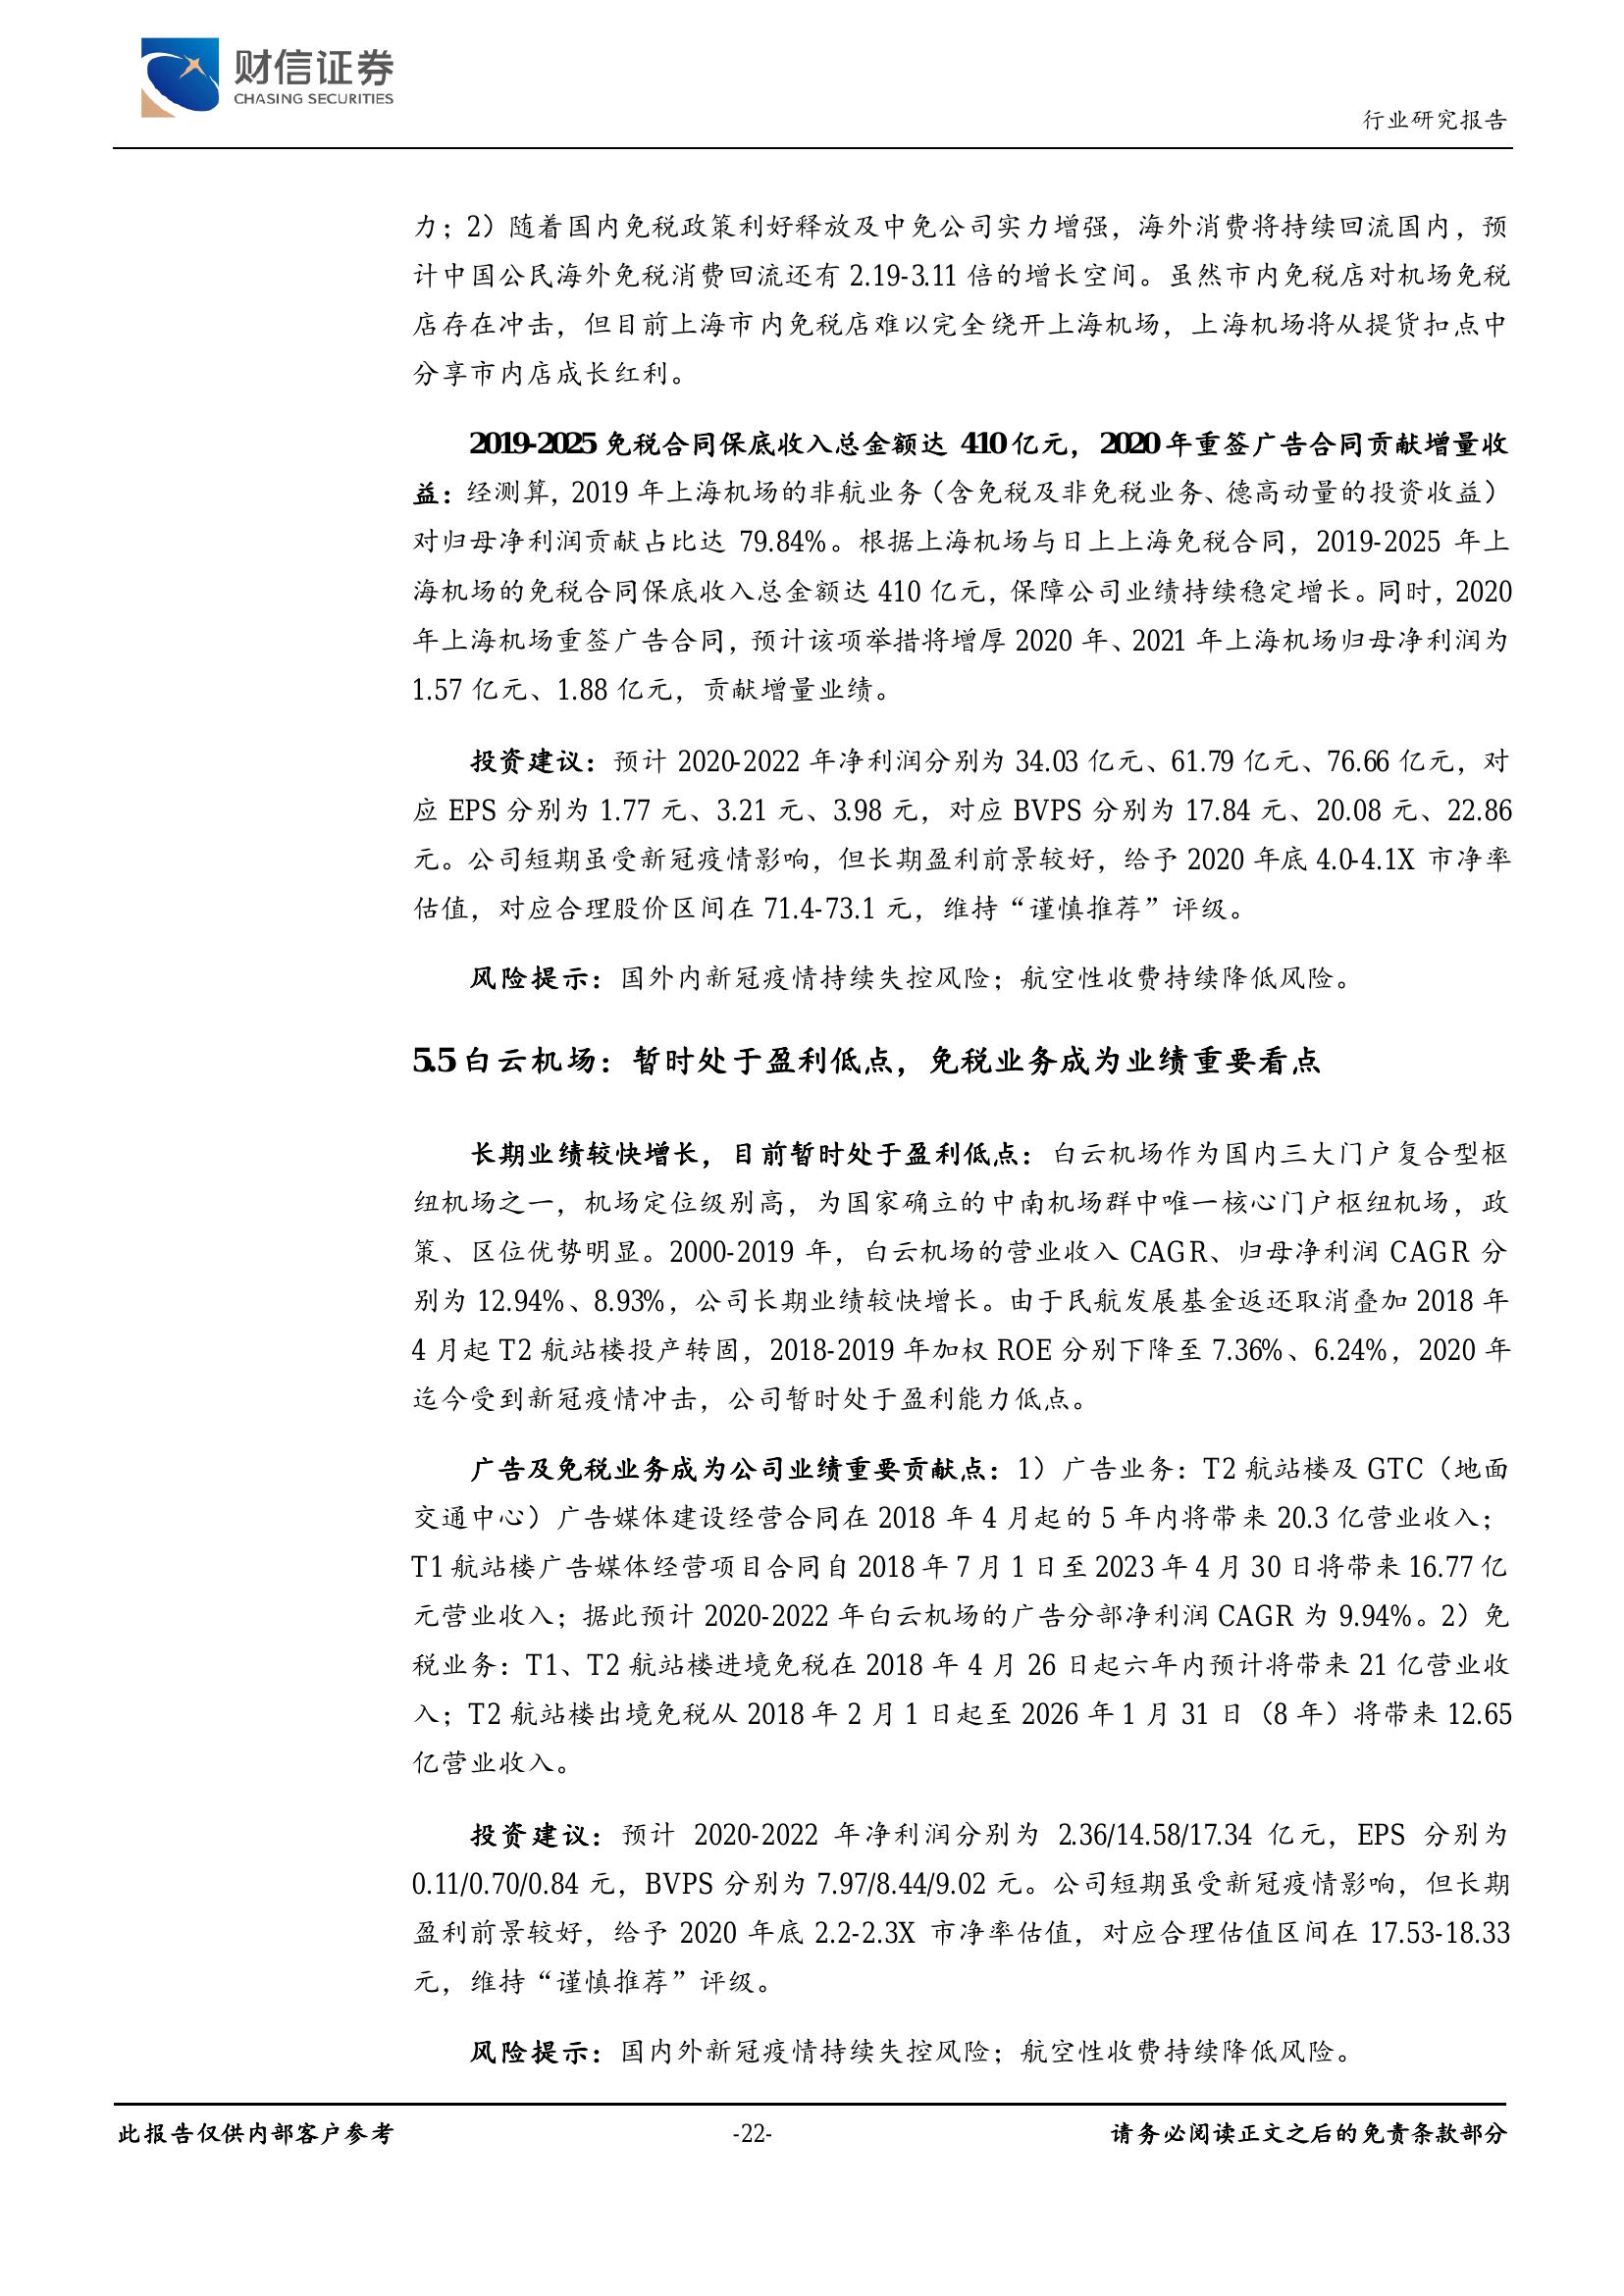 财信证券
CHASING SECURITIES
行业研究报告
力；2）随着国内免税政策利好释放及中免公司实力增强，海外消费将持续回流国内，预
计中国公民海外免税消费回流还有 2.19-3.11 倍的增长空间。虽然市内免税店对机场免税
店存在冲击，但目前上海市内免税店难以完全绕开上海机场，上海机场将从提货扣点中
分享市内店成长红利。
2019-2025 免税合同保底收入总金额达 410 亿元，2020 年重签广告合同贡献增量收
益：经测算，2019 年上海机场的非航业务（含免税及非免税业务、德高动量的投资收益）
对归母净利润贡献占比达 79.84%。根据上海机场与日上上海免税合同，2019-2025 年上
海机场的免税合同保底收入总金额达 410 亿元，保障公司业绩持续稳定增长。同时，2020
年上海机场重签广告合同，预计该项举措将增厚 2020 年、2021 年上海机场归母净利润为
1.57 亿元、1.88 亿元，贡献增量业绩。
投资建议：预计 2020-2022 年净利润分别为 34.03 亿元、61.79 亿元、76.66 亿元，对
应 EPS 分别为 1.77 元、3.21 元、3.98 元，对应 BVPS 分别为 17.84 元、20.08 元、22.86
元。公司短期虽受新冠疫情影响，但长期盈利前景较好，给予 2020 年底 4.0-4.1X 市净率
估值，对应合理股价区间在 71.4-73.1 元，维持“谨慎推荐”评级。
风险提示：国外内新冠疫情持续失控风险；航空性收费持续降低风险。
5.5 白云机场：暂时处于盈利低点，免税业务成为业绩重要看点
长期业绩较快增长，目前暂时处于盈利低点：白云机场作为国内三大门户复合型枢
纽机场之一，机场定位级别高，为国家确立的中南机场群中唯一核心门户枢纽机场，政
策、区位优势明显。2000-2019 年，白云机场的营业收入 CAGR、归母净利润 CAGR 分
别为 12.94%、8.93%，公司长期业绩较快增长。由于民航发展基金返还取消叠加 2018 年
4 月起 T2 航站楼投产转固，2018-2019 年加权 ROE 分别下降至 7.36%、6.24%，2020 年
迄今受到新冠疫情冲击，公司暂时处于盈利能力低点。
广告及免税业务成为公司业绩重要贡献点：1）广告业务：T2 航站楼及 GTC（地面
交通中心）广告媒体建设经营合同在 2018 年 4 月起的 5 年内将带来 20.3 亿营业收入；
T1 航站楼广告媒体经营项目合同自 2018 年 7 月 1 日至 2023 年 4 月 30 日将带来 16.77 亿
元营业收入；据此预计 2020-2022 年白云机场的广告分部净利润 CAGR 为 9.94%。2）免
税业务：T1、T2 航站楼进境免税在 2018 年 4 月 26 日起六年内预计将带来 21 亿营业收
入；T2 航站楼出境免税从 2018 年 2 月 1 日起至 2026 年 1 月 31 日（8 年）将带来 12.65
亿营业收入。
投资建议：预计 2020-2022 年净利润分别为 2.36/14.58/17.34 亿元，EPS 分别为
0.11/0.70/0.84 元，BVPS 分别为 7.97/8.44/9.02 元。公司短期虽受新冠疫情影响，但长期
盈利前景较好，给予 2020 年底 2.2-2.3X 市净率估值，对应合理估值区间在 17.53-18.33
元，维持“谨慎推荐”评级。
风险提示：国内外新冠疫情持续失控风险；航空性收费持续降低风险。
此报告仅供内部客户参考
-22-
请务必阅读正文之后的免责条款部分